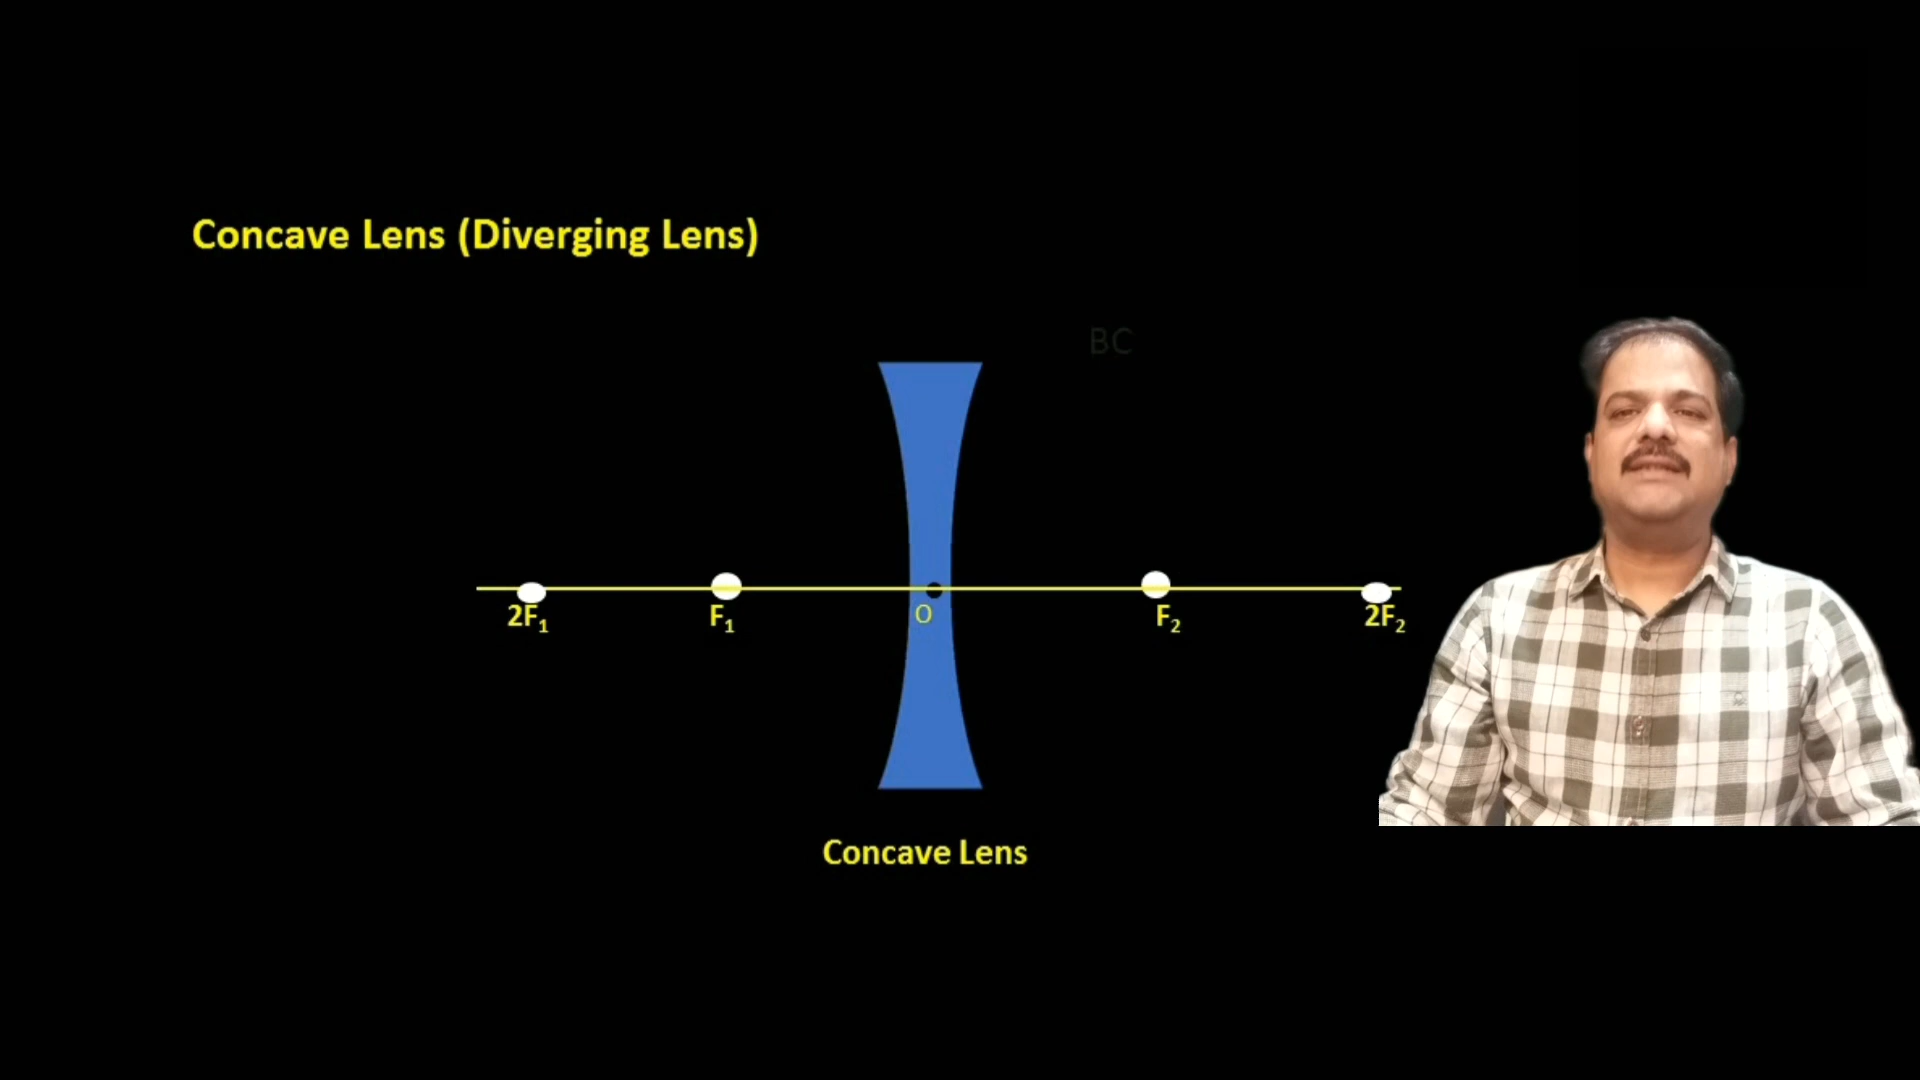 Concave Lens (Diverging Lens)
BC
2F₁ F₁ O F₂ 2F₂
Concave Lens